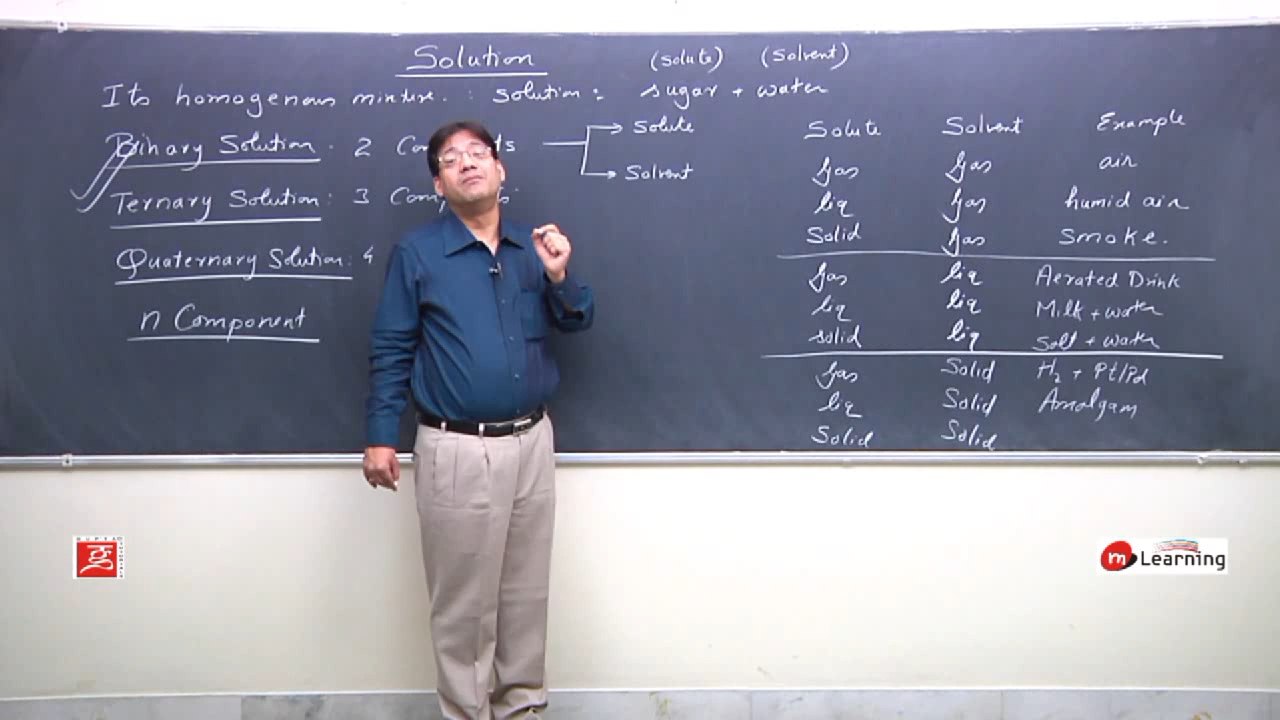 Solution (Solute) (Solvent)
Its homogenous mixture. : solution: sugar + water
Binary Solution. 2 Co ts
Solute
Solvent
Ternary Solution: 3 Comp s.
Quaternary Solution: 4
n Component
Solute Solvent Example
gas gas air
liq gas humid air
Solid gas Smoke.
gas liq Aerated Drink
liq liq Milk + water
solid liq Salt + water
gas Solid H2 + Pt/Pd
liq Solid Amalgam
Solid Solid
m Learning